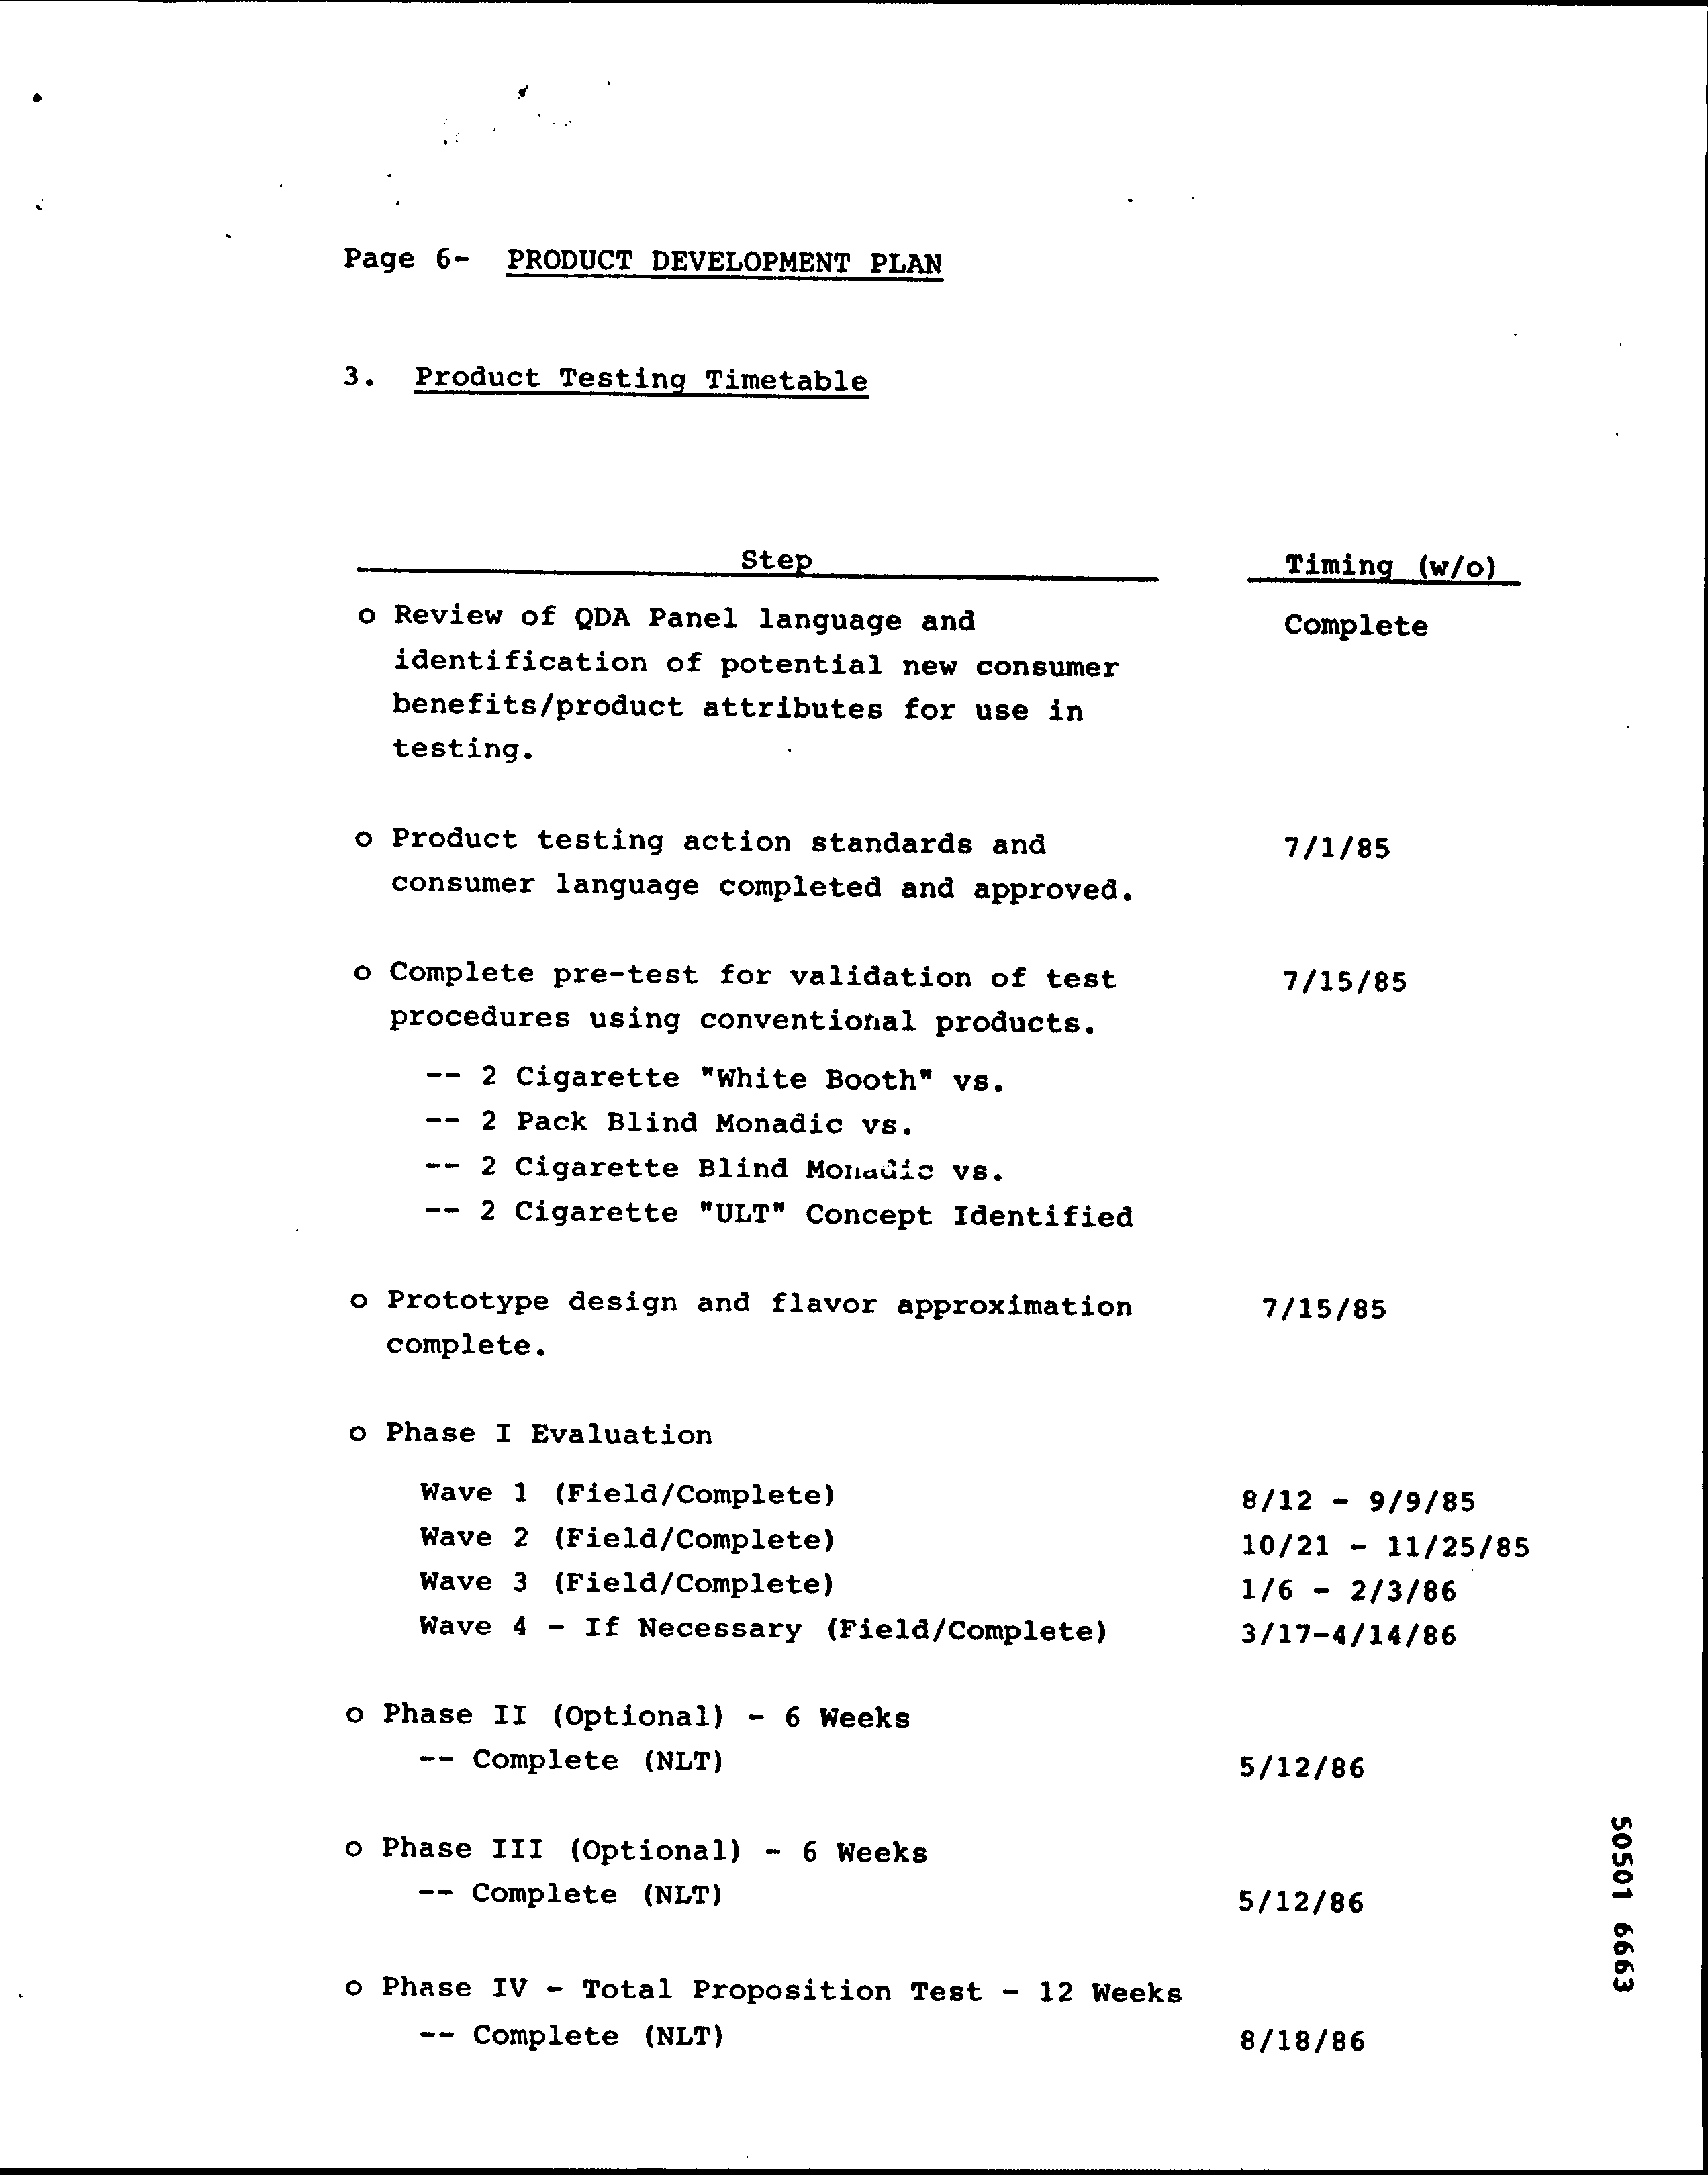 Page 6- PRODUCT DEVELOPMENT PLAN
3. Product Testing Timetable
Step Timing (w/o)
o Review of QDA Panel language and Complete
identification of potential new consumer
benefits/product attributes for use in
testing.
o Product testing action standards and 7/1/85
consumer language completed and approved.
o Complete pre-test for validation of test 7/15/85
procedures using conventional products.
-- 2 Cigarette "White Booth" vs.
-- 2 Pack Blind Monadic vs.
-- 2 Cigarette Blind Monadic vs.
-- 2 Cigarette "ULT" Concept Identified
o Prototype design and flavor approximation 7/15/85
complete.
o Phase I Evaluation
Wave 1 (Field/Complete) 8/12 - 9/9/85
Wave 2 (Field/Complete) 10/21 - 11/25/85
Wave 3 (Field/Complete) 1/6 - 2/3/86
Wave 4 - If Necessary (Field/Complete) 3/17-4/14/86
o Phase II (Optional) - 6 Weeks
-- Complete (NLT) 5/12/86
o Phase III (Optional) - 6 Weeks
-- Complete (NLT) 5/12/86
o Phase IV - Total Proposition Test - 12 Weeks
-- Complete (NLT) 8/18/86
50501 6663